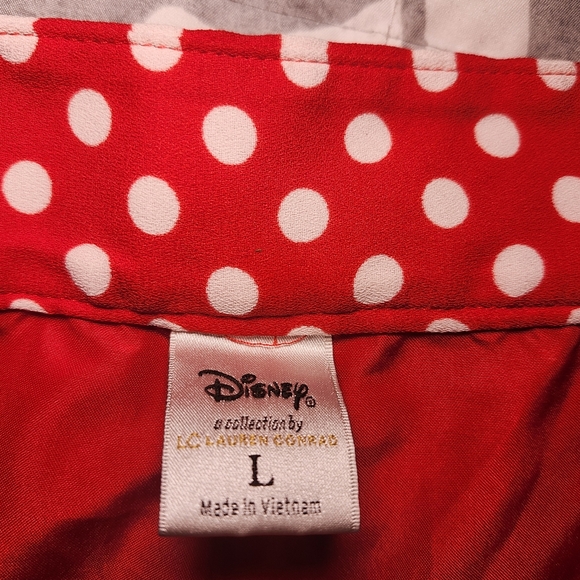 Disney®
a collection by
LC LAUREN CONRAD
L
Made in Vietnam